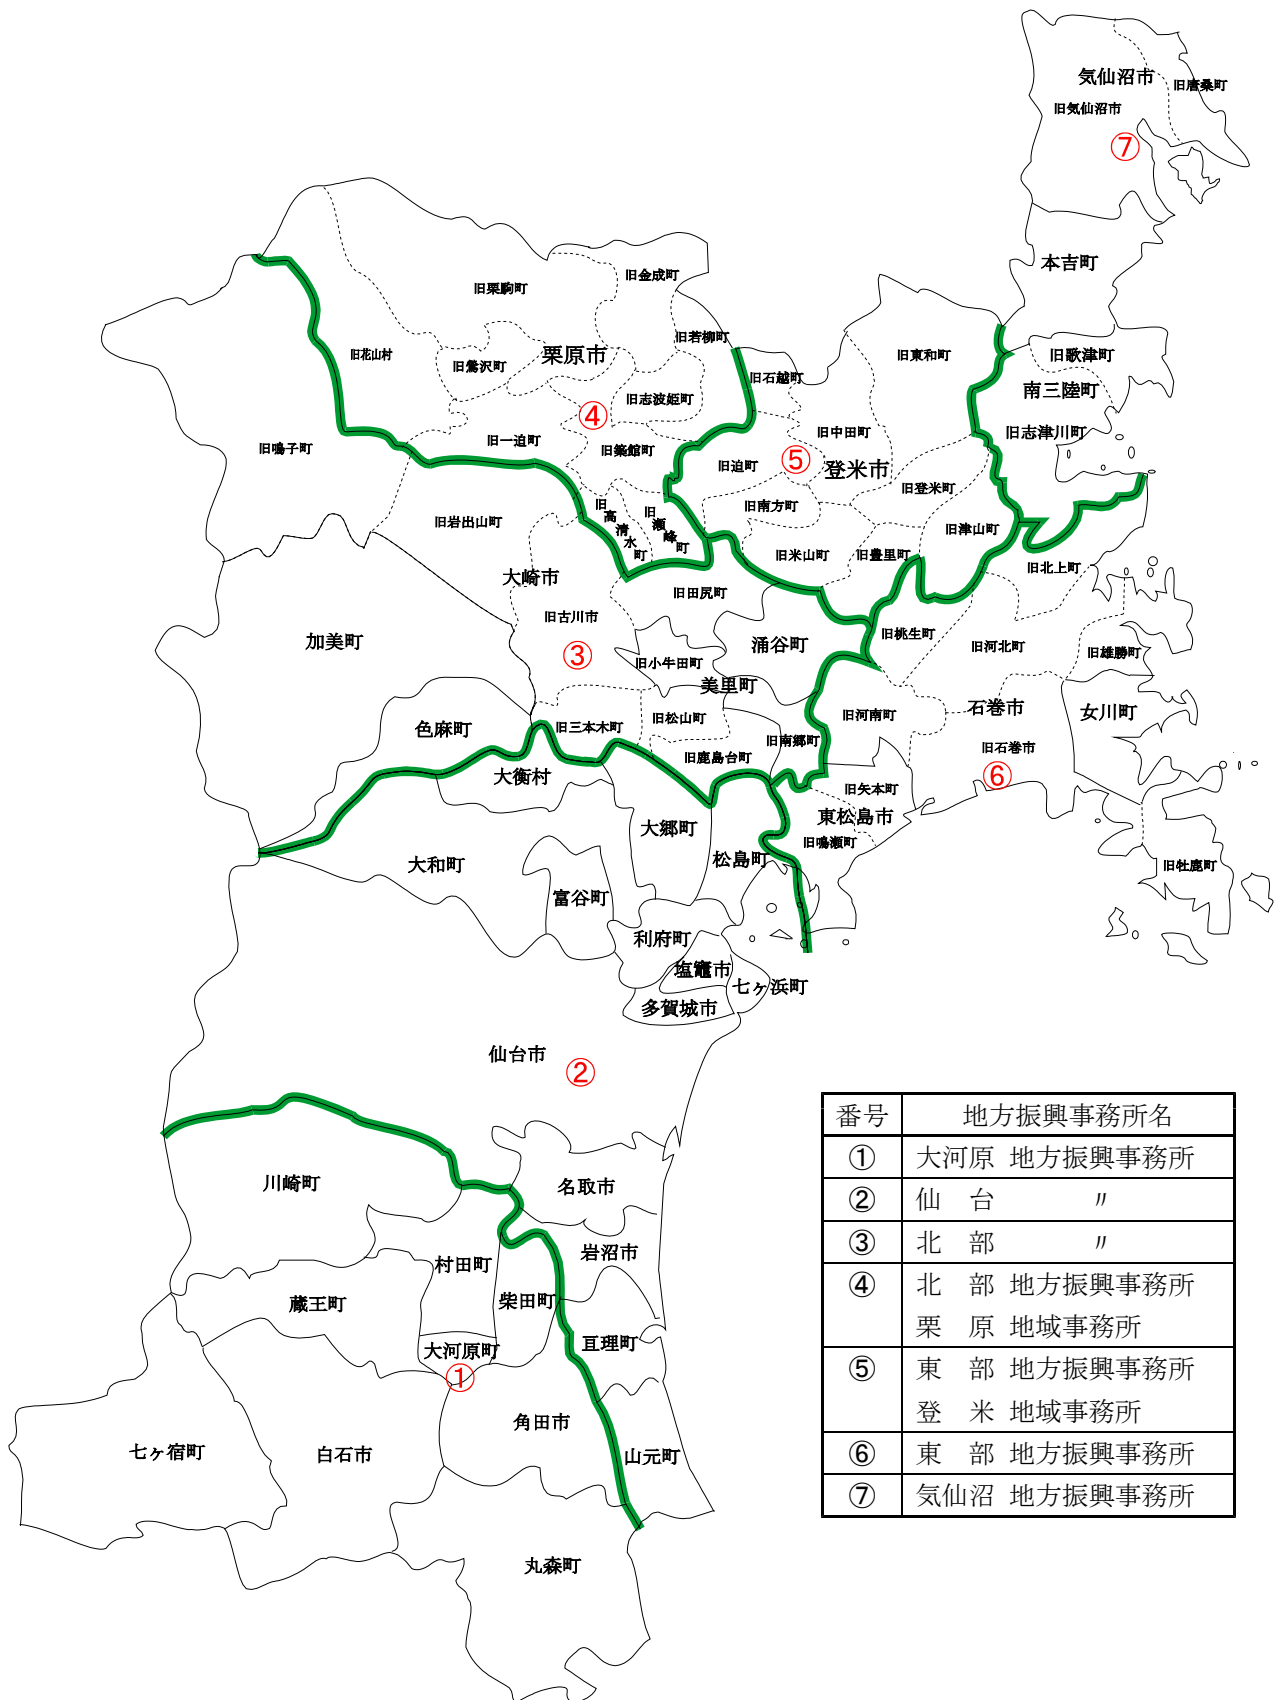 気仙沼市
旧唐桑町
旧気仙沼市
⑦
本吉町
旧金成町
旧栗駒町
旧若柳町
旧花山村
栗原市
旧鶯沢町
旧東和町
旧歌津町
旧石越町
南三陸町
旧志波姫町
④
旧志津川町
旧中田町
旧一迫町
旧鳴子町
旧築館町
旧迫町
⑤
登米市
旧登米町
旧高清水町
旧瀬峰町
旧南方町
旧岩出山町
旧津山町
旧米山町
旧豊里町
旧北上町
大崎市
旧田尻町
旧古川市
加美町
旧桃生町
涌谷町
旧河北町
旧雄勝町
③
旧小牛田町
美里町
石巻市
女川町
旧河南町
旧松山町
色麻町
旧三本木町
旧南郷町
旧石巻市
旧鹿島台町
大衡村
⑥
旧矢本町
東松島市
大郷町
旧鳴瀬町
松島町
大和町
旧牡鹿町
富谷町
利府町
塩竈市
七ヶ浜町
多賀城市
仙台市
②
川崎町
名取市
岩沼市
村田町
柴田町
蔵王町
亘理町
大河原町
①
角田市
七ヶ宿町
白石市
山元町
丸森町
番号 地方振興事務所名
① 大河原 地方振興事務所
② 仙 台 〃
③ 北 部 〃
④ 北 部 地方振興事務所
栗 原 地域事務所
⑤ 東 部 地方振興事務所
登 米 地域事務所
⑥ 東 部 地方振興事務所
⑦ 気仙沼 地方振興事務所